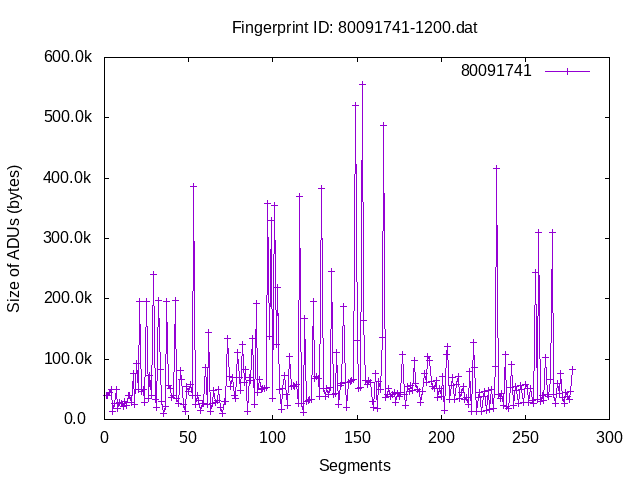 Fingerprint ID: 80091741-1200.dat
600.0k
80091741
500.0k
400.0k
300.0k
200.0k
100.0k
0.0
Size of ADUs (bytes)
0 50 100 150 200 250 300
Segments